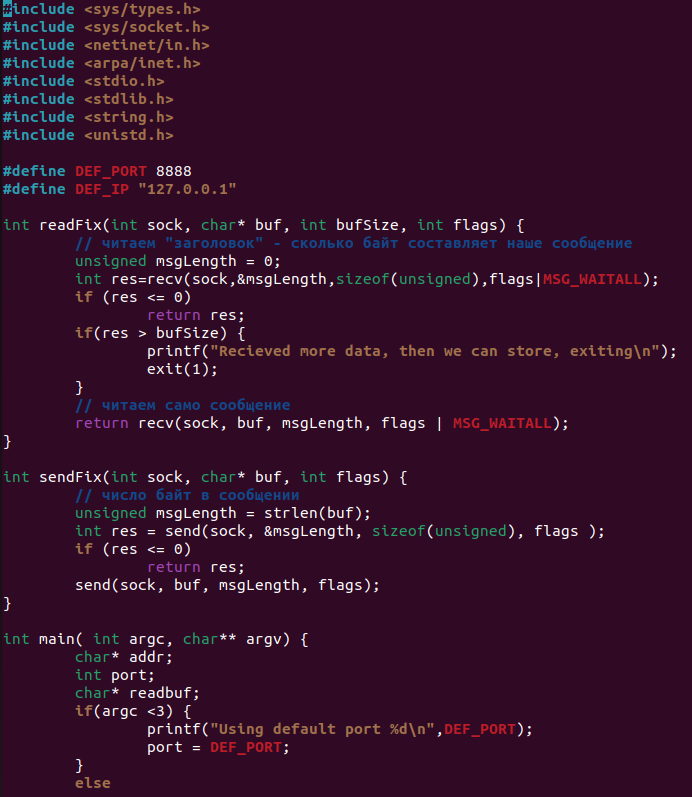 #include <sys/types.h>
#include <sys/socket.h>
#include <netinet/in.h>
#include <arpa/inet.h>
#include <stdio.h>
#include <stdlib.h>
#include <string.h>
#include <unistd.h>

#define DEF_PORT 8888
#define DEF_IP "127.0.0.1"

int readFix(int sock, char* buf, int bufSize, int flags) {
        // читаем "заголовок" - сколько байт составляет наше сообщение
        unsigned msgLength = 0;
        int res=recv(sock,&msgLength,sizeof(unsigned),flags|MSG_WAITALL);
        if (res <= 0)
                return res;
        if(res > bufSize) {
                printf("Recieved more data, then we can store, exiting\n");
                exit(1);
        }
        // читаем само сообщение
        return recv(sock, buf, msgLength, flags | MSG_WAITALL);
}

int sendFix(int sock, char* buf, int flags) {
        // число байт в сообщении
        unsigned msgLength = strlen(buf);
        int res = send(sock, &msgLength, sizeof(unsigned), flags );
        if (res <= 0)
                return res;
        send(sock, buf, msgLength, flags);
}

int main( int argc, char** argv) {
        char* addr;
        int port;
        char* readbuf;
        if(argc <3) {
                printf("Using default port %d\n",DEF_PORT);
                port = DEF_PORT;
        }
        else